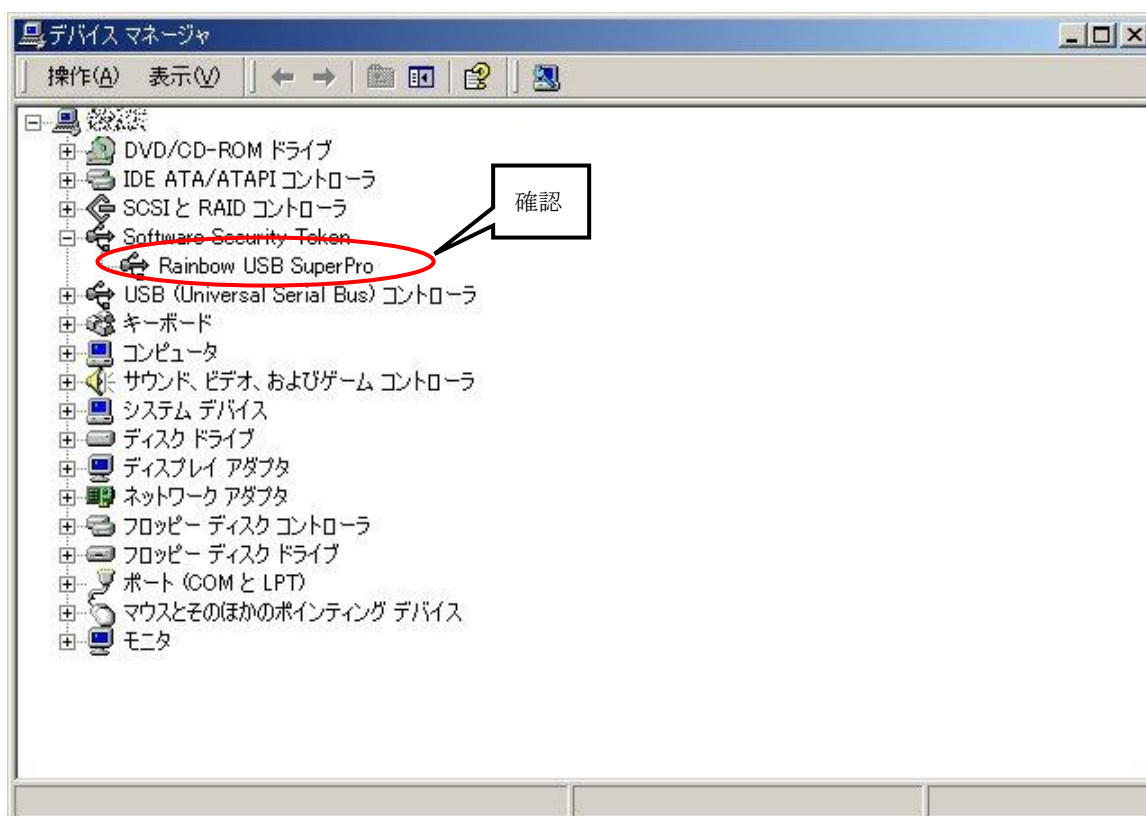 デバイス マネージャ
操作(A) 表示(V)
DVD/CD-ROM ドライブ
IDE ATA/ATAPI コントローラ
SCSI と RAID コントローラ
確認
Software Security Token
Rainbow USB SuperPro
USB (Universal Serial Bus) コントローラ
キーボード
コンピュータ
サウンド、ビデオ、およびゲーム コントローラ
システム デバイス
ディスク ドライブ
ディスプレイ アダプタ
ネットワーク アダプタ
フロッピー ディスク コントローラ
フロッピー ディスク ドライブ
ポート (COM と LPT)
マウスとそのほかのポインティング デバイス
モニタ